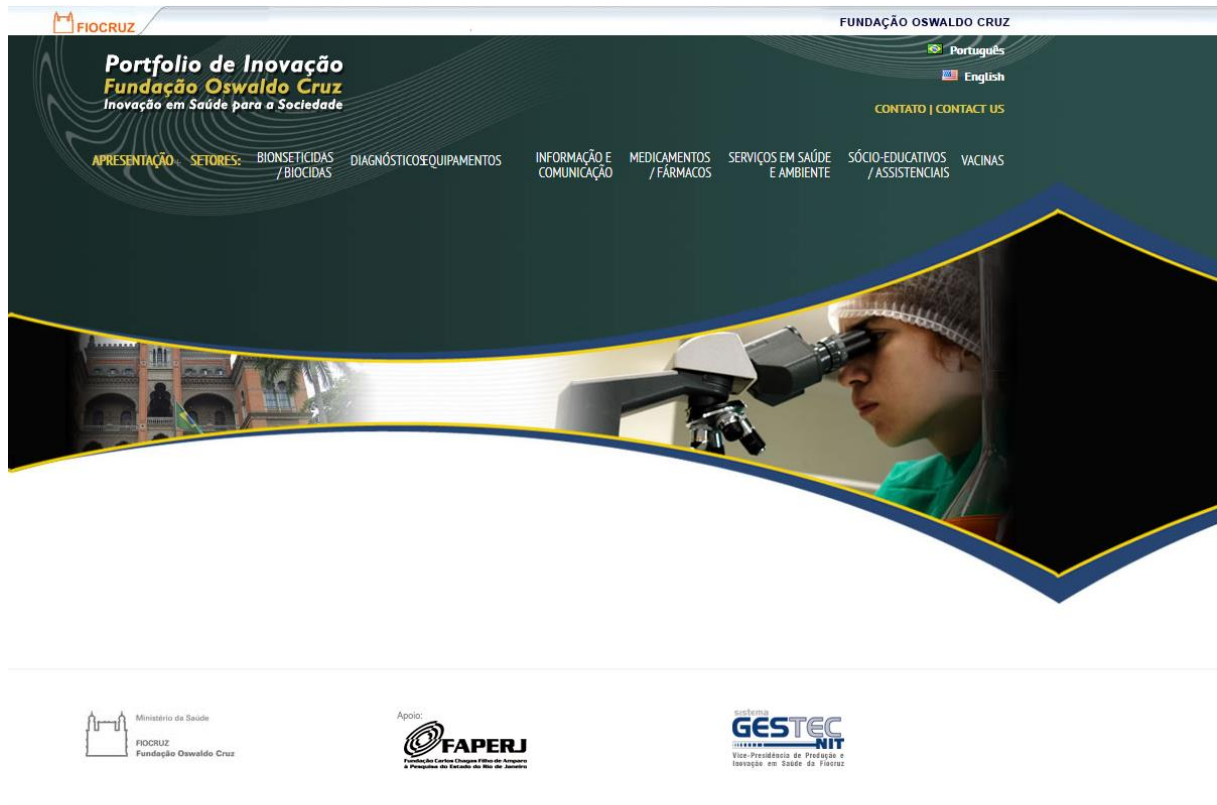 FIOCRUZ
FUNDAÇÃO OSWALDO CRUZ
Português
English
CONTATO | CONTACT US
Portfolio de Inovação
Fundação Oswaldo Cruz
Inovação em Saúde para a Sociedade
APRESENTAÇÃO
SETORES:
BIONSETICIDAS
/ BIOCIDAS
DIAGNÓSTICOS
EQUIPAMENTOS
INFORMAÇÃO E
COMUNICAÇÃO
MEDICAMENTOS
/ FÁRMACOS
SERVIÇOS EM SAÚDE
E AMBIENTE
SÓCIO-EDUCATIVOS
/ ASSISTENCIAIS
VACINAS
Ministério da Saúde
FIOCRUZ
Fundação Oswaldo Cruz
Apoio:
FAPERJ
Fundação Carlos Chagas Filho de Amparo
à Pesquisa do Estado do Rio de Janeiro
sistema
GESTEC
NIT
Vice-Presidência de Produção e
Inovação em Saúde da Fiocruz